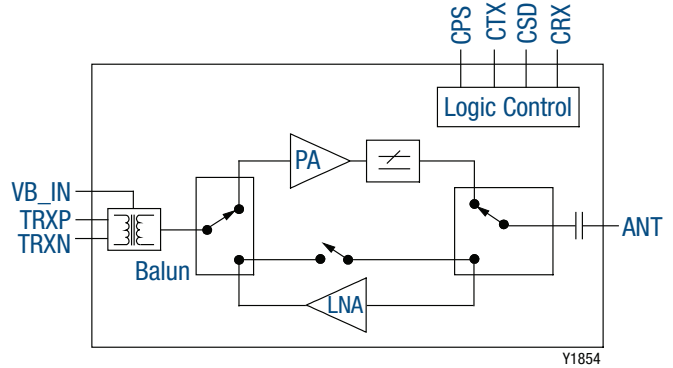 CPS
CTX
CSD
CRX
Logic Control
PA
VB_IN
TRXP
TRXN
ANT
Balun
LNA
Y1854